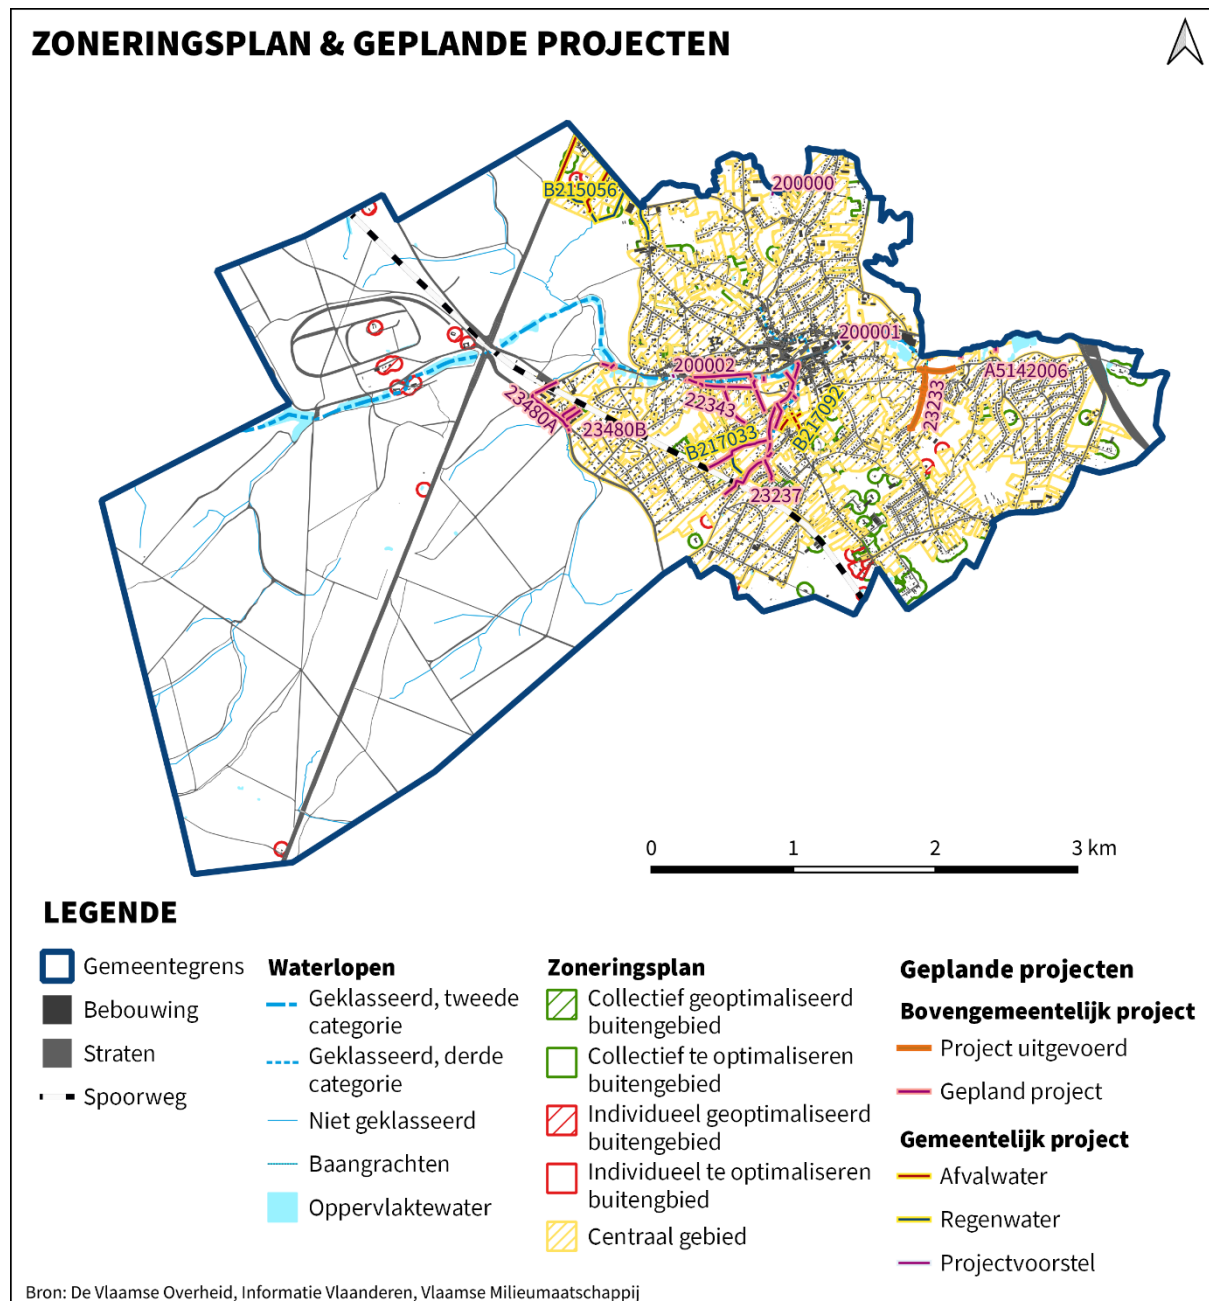 ZONERINGSPLAN & GEPLANDE PROJECTEN
B215056
200000
200001
200002
A5142006
22343
23233
23480A
23480B
B217092
B217033
23237
0 1 2 3 km
LEGENDE
Gemeentegrens
Bebouwing
Straten
Spoorweg
Waterlopen
Geklasseerd, tweede
categorie
Geklasseerd, derde
categorie
Niet geklasseerd
Baangrachten
Oppervlaktewater
Zoneringsplan
Collectief geoptimaliseerd
buitengebied
Collectief te optimaliseren
buitengebied
Individueel geoptimaliseerd
buitengebied
Individueel te optimaliseren
buitengbied
Centraal gebied
Geplande projecten
Bovengemeentelijk project
Project uitgevoerd
Gepland project
Gemeentelijk project
Afvalwater
Regenwater
Projectvoorstel
Bron: De Vlaamse Overheid, Informatie Vlaanderen, Vlaamse Milieumaatschappij